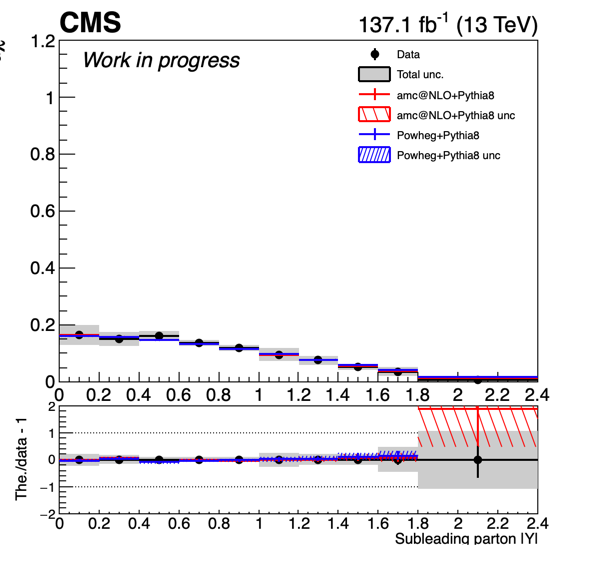 CMS 137.1 fb⁻¹ (13 TeV)
Work in progress
Data
Total unc.
amc@NLO+Pythia8
amc@NLO+Pythia8 unc
Powheg+Pythia8
Powheg+Pythia8 unc
1.2
1
0.8
0.6
0.4
0.2
0
0 0.2 0.4 0.6 0.8 1 1.2 1.4 1.6 1.8 2 2.2 2.4
The./data - 1
2
1
0
−1
−2
0 0.2 0.4 0.6 0.8 1 1.2 1.4 1.6 1.8 2 2.2 2.4
Subleading parton |Y|